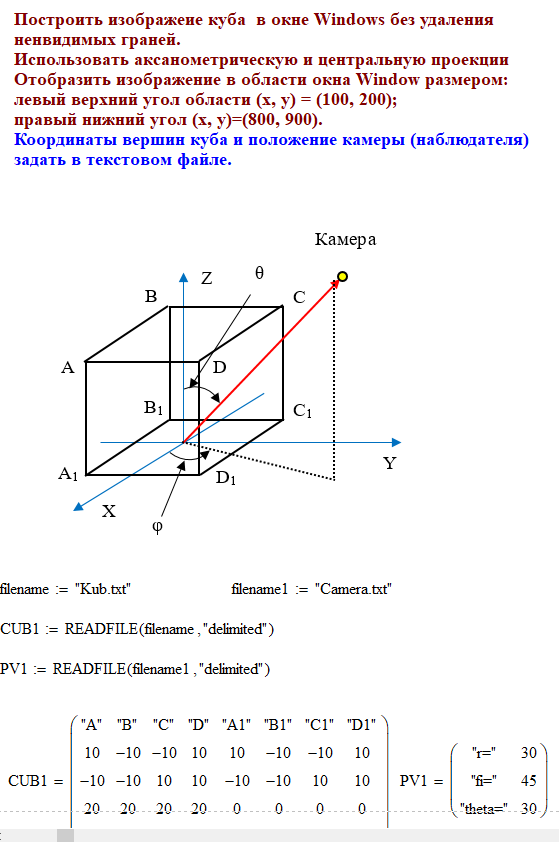 Построить изображеие куба в окне Windows без удаления
ненвидимых граней.
Использовать аксанометрическую и центральную проекции
Отобразить изображение в области окна Window размером:
левый верхний угол области (x, y) = (100, 200);
правый нижний угол (x, y)=(800, 900).
Координаты вершин куба и положение камеры (наблюдателя)
задать в текстовом файле.
Камера
Z θ
B C
A D
B1 C1
Y
A1 D1
X
φ
filename := "Kub.txt" filename1 := "Camera.txt"
CUB1 := READFILE(filename ,"delimited")
PV1 := READFILE(filename1 ,"delimited")
"A" "B" "C" "D" "A1" "B1" "C1" "D1"
10 −10 −10 10 10 −10 −10 10 "r=" 30
CUB1 = −10 −10 10 10 −10 −10 10 10 PV1 = "fi=" 45
20 20 20 20 0 0 0 0 "theta=" 30